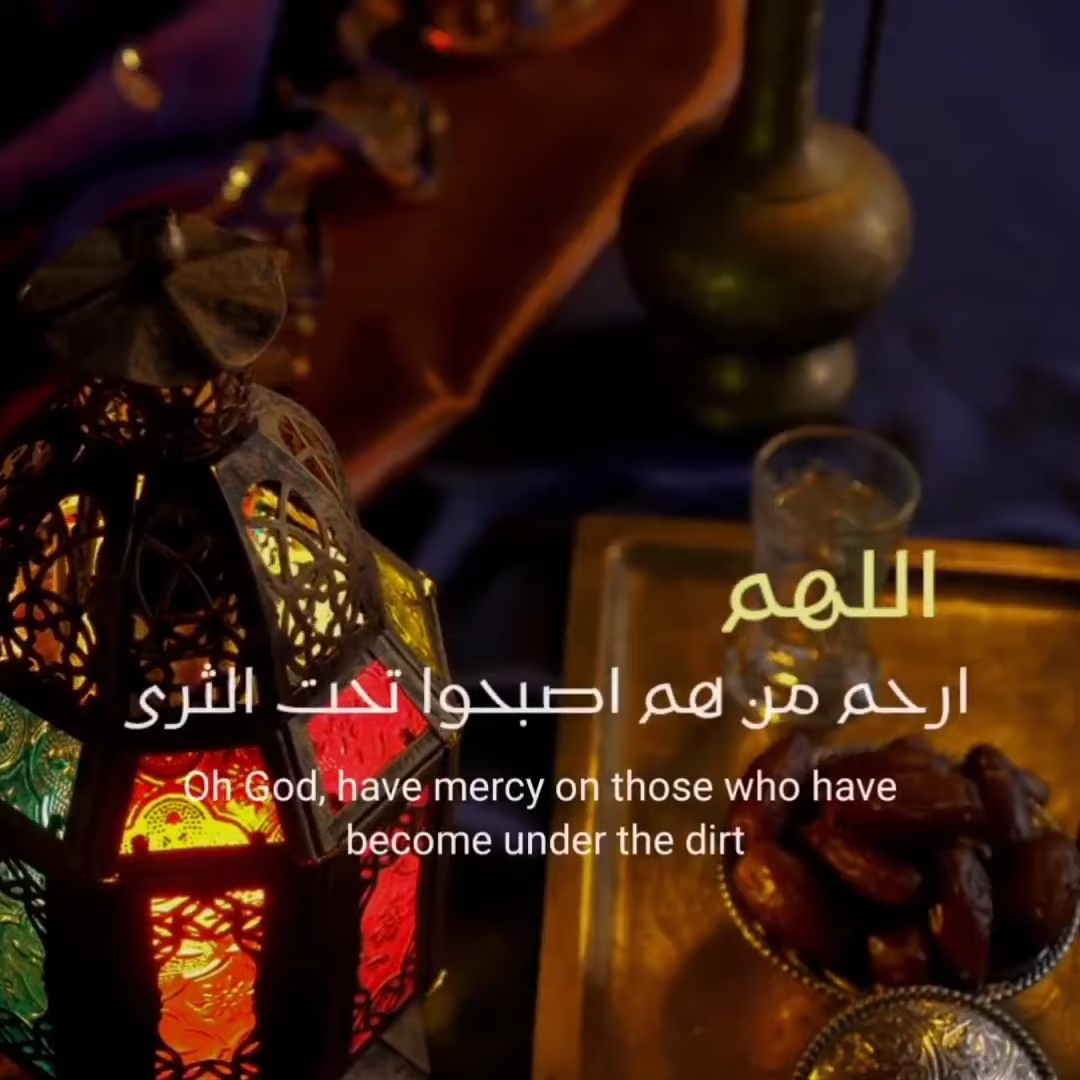 اللهم
ارحم من هم اصبحوا تحت الثرى
Oh God, have mercy on those who have
become under the dirt